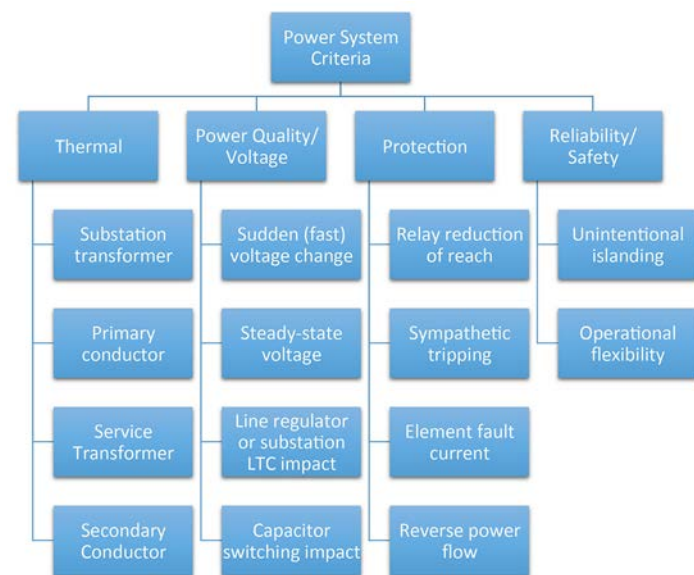 Power System
Criteria
Thermal
Power Quality/
Voltage
Protection
Reliability/
Safety
Substation
transformer
Sudden (fast)
voltage change
Relay reduction
of reach
Unintentional
islanding
Primary
conductor
Steady-state
voltage
Sympathetic
tripping
Operational
flexibility
Service
Transformer
Line regulator
or substation
LTC impact
Element fault
current
Secondary
Conductor
Capacitor
switching impact
Reverse power
flow